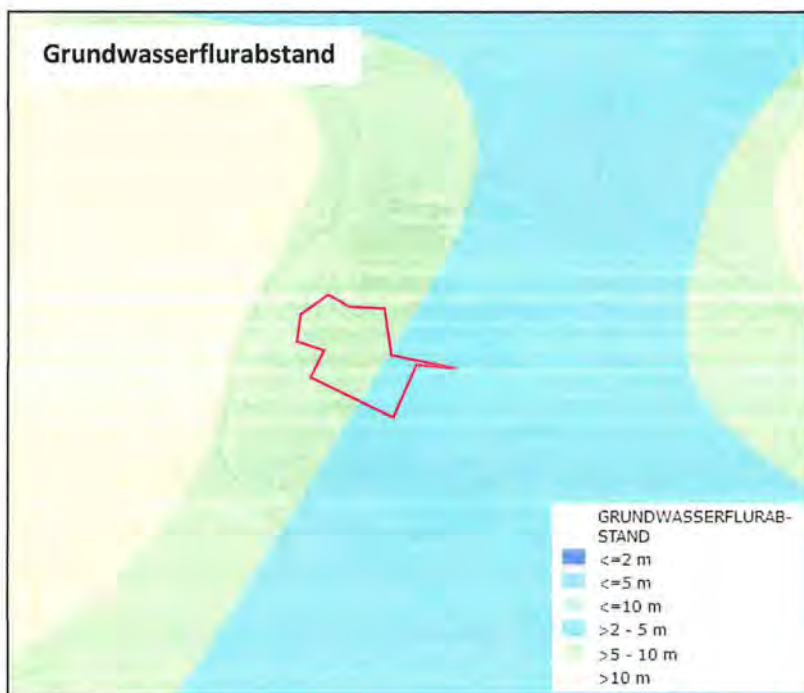 Grundwasserflurabstand
GRUNDWASSERFLURAB-
STAND
<=2 m
<=5 m
<=10 m
>2 - 5 m
>5 - 10 m
>10 m